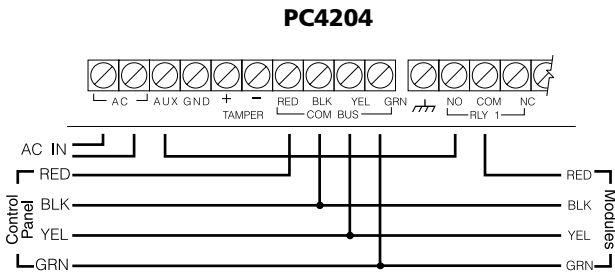 PC4204
AC AUX GND + − RED BLK YEL GRN NO COM NC
TAMPER COM BUS RLY 1
AC IN
RED RED
BLK BLK
YEL YEL
GRN GRN
Control
Panel
Modules